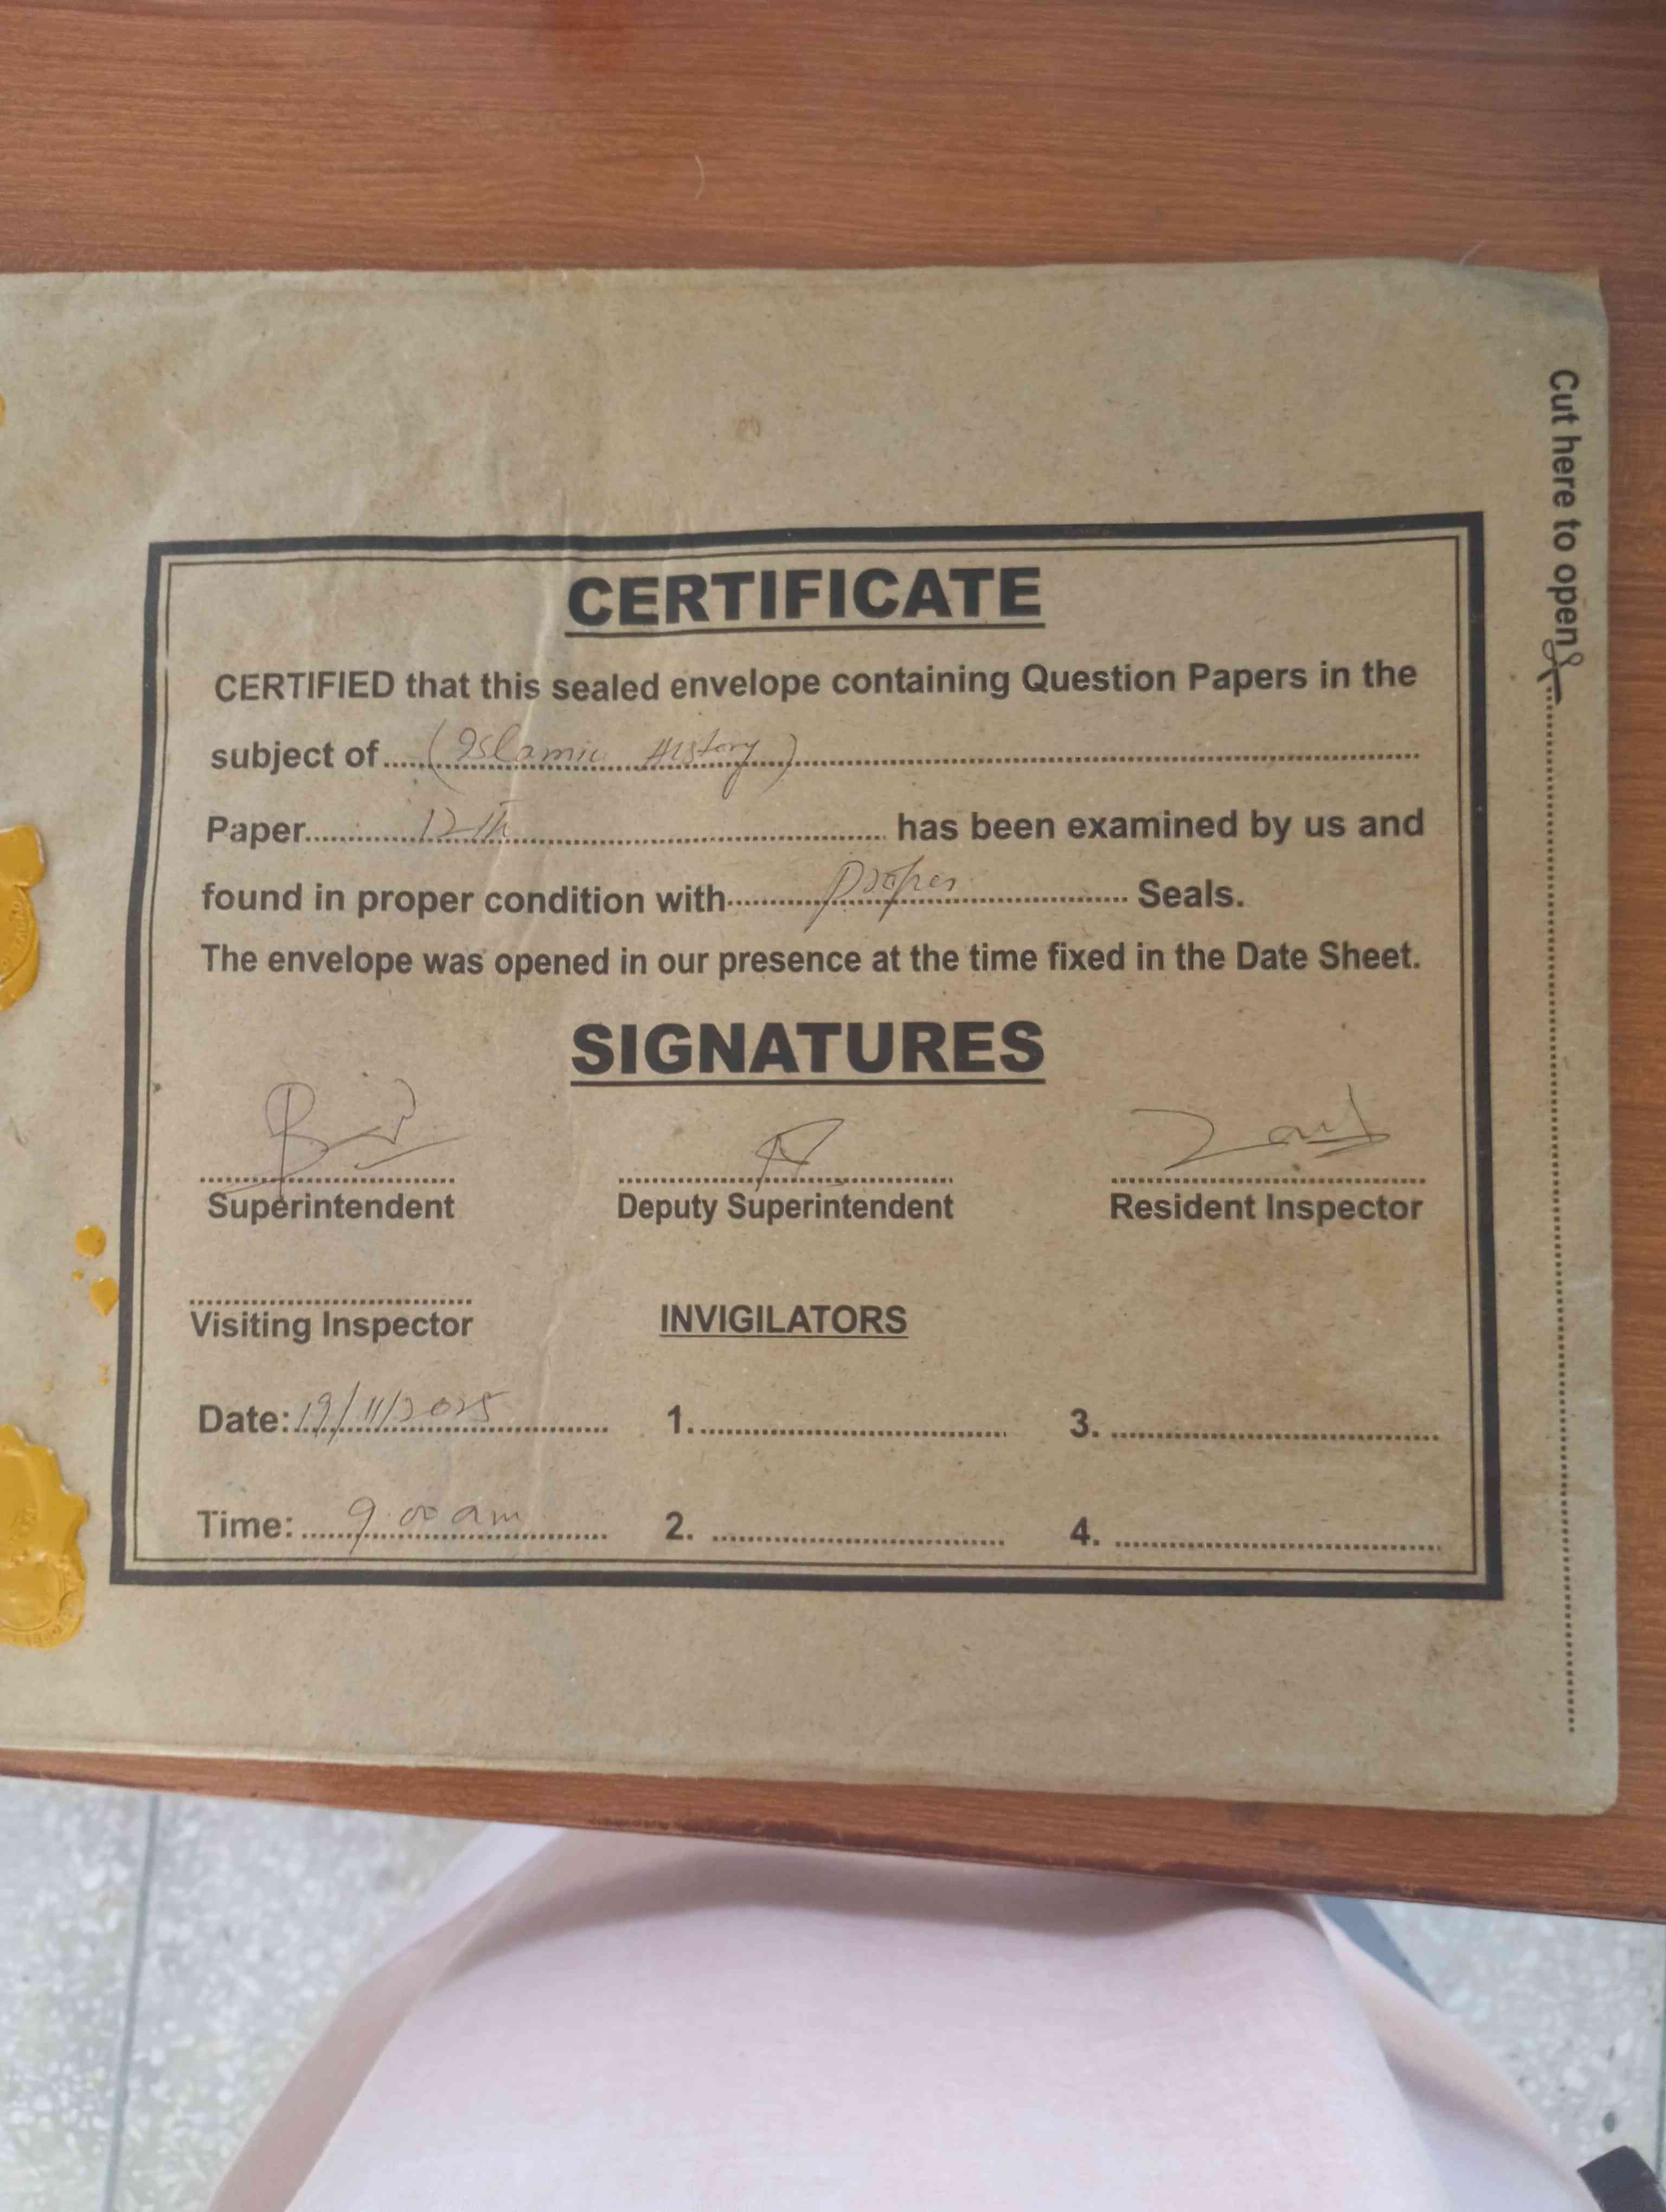 CERTIFICATE
CERTIFIED that this sealed envelope containing Question Papers in the
subject of (Islamic History)
Paper 12th has been examined by us and
found in proper condition with Proper Seals.
The envelope was opened in our presence at the time fixed in the Date Sheet.
SIGNATURES
Superintendent Deputy Superintendent Resident Inspector
Visiting Inspector INVIGILATORS
Date: 19/11/2025 1. 3.
Time: 9.00 am 2. 4.
Cut here to open